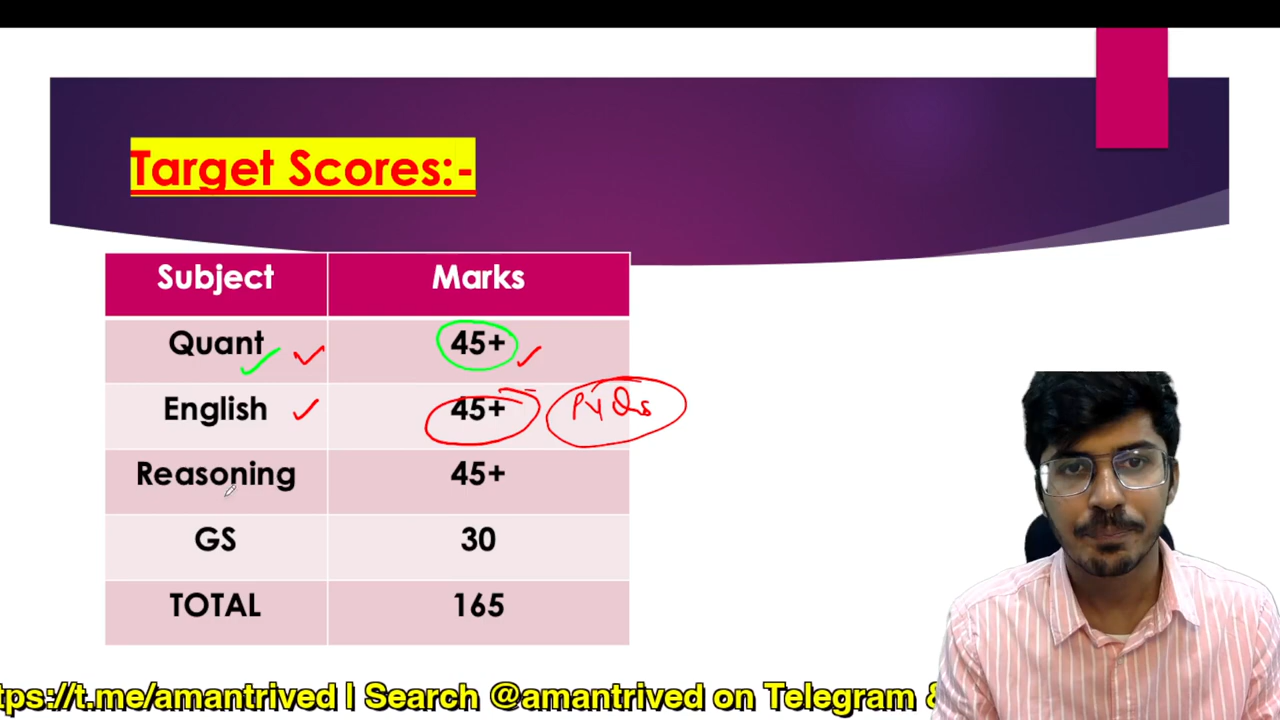 Target Scores:-
Subject Marks
Quant 45+
English 45+ PYQs
Reasoning 45+
GS 30
TOTAL 165
tps://t.me/amantrived | Search @amantrived on Telegram &